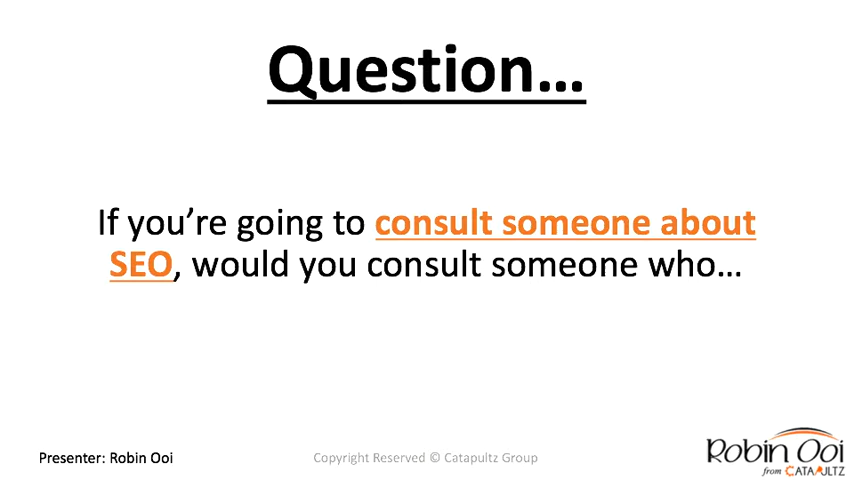 Question...
If you're going to consult someone about
SEO, would you consult someone who...
Presenter: Robin Ooi
Copyright Reserved © Catapultz Group
Robin Ooi
from CATAPULTZ